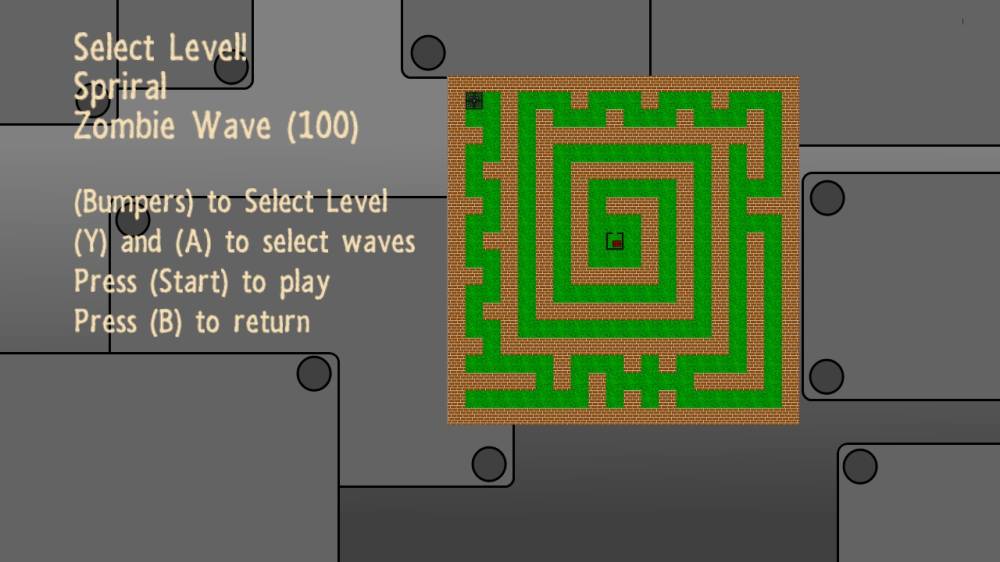 Select Level!
Spriral
Zombie Wave (100)
(Bumpers) to Select Level
(Y) and (A) to select waves
Press (Start) to play
Press (B) to return